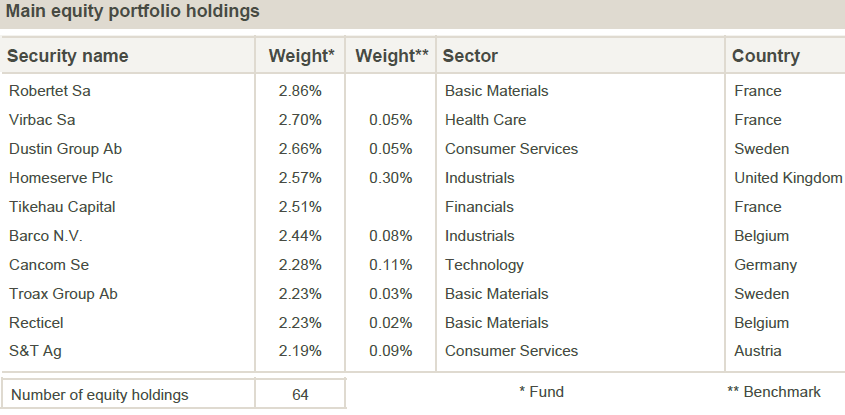 Main equity portfolio holdings
Security name Weight* Weight** Sector Country
Robertet Sa 2.86% Basic Materials France
Virbac Sa 2.70% 0.05% Health Care France
Dustin Group Ab 2.66% 0.05% Consumer Services Sweden
Homeserve Plc 2.57% 0.30% Industrials United Kingdom
Tikehau Capital 2.51% Financials France
Barco N.V. 2.44% 0.08% Industrials Belgium
Cancom Se 2.28% 0.11% Technology Germany
Troax Group Ab 2.23% 0.03% Basic Materials Sweden
Recticel 2.23% 0.02% Basic Materials Belgium
S&T Ag 2.19% 0.09% Consumer Services Austria
Number of equity holdings 64 * Fund ** Benchmark